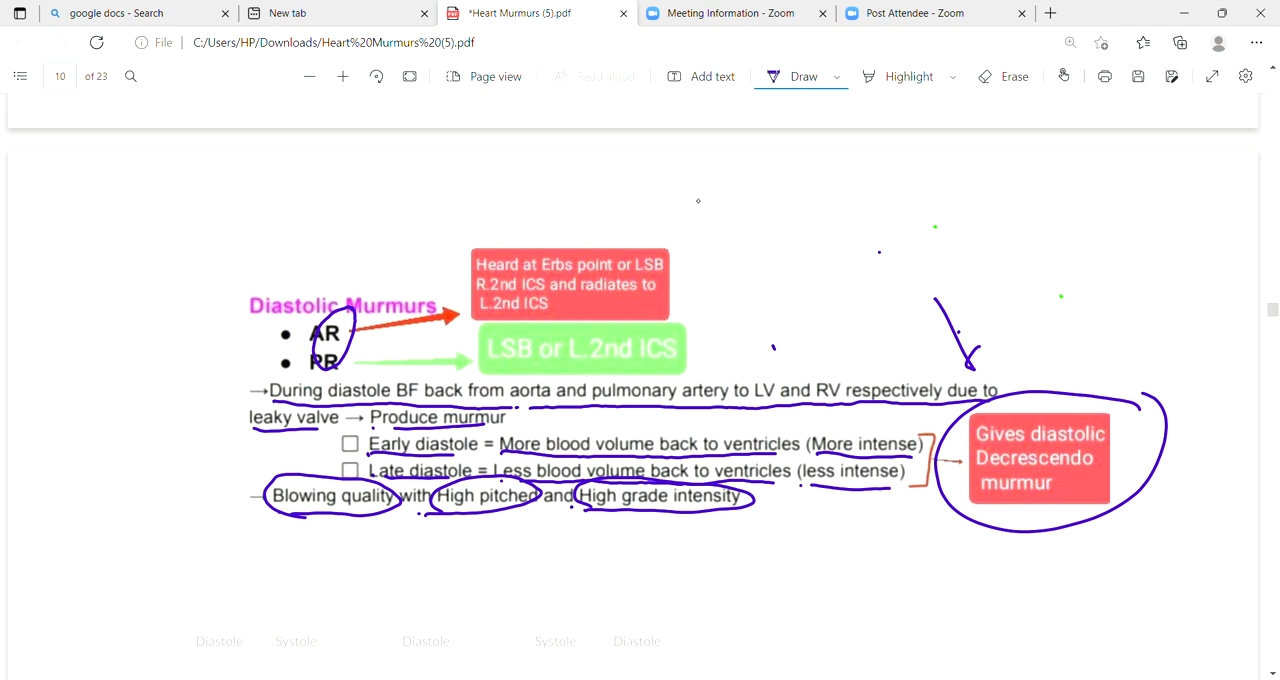 google docs - Search
New tab
*Heart Murmurs (5).pdf
Meeting Information - Zoom
Post Attendee - Zoom
File
C:/Users/HP/Downloads/Heart%20Murmurs%20(5).pdf
10 of 23
Page view
Read aloud
Add text
Draw
Highlight
Erase
Heard at Erbs point or LSB
R.2nd ICS and radiates to
L.2nd ICS
Diastolic Murmurs
• AR
• PR
LSB or L.2nd ICS
→During diastole BF back from aorta and pulmonary artery to LV and RV respectively due to
leaky valve → Produce murmur
Early diastole = More blood volume back to ventricles (More intense)
Late diastole = Less blood volume back to ventricles (less intense)
Gives diastolic
Decrescendo
murmur
Blowing quality with High pitched and High grade intensity
Diastole Systole Diastole Systole Diastole